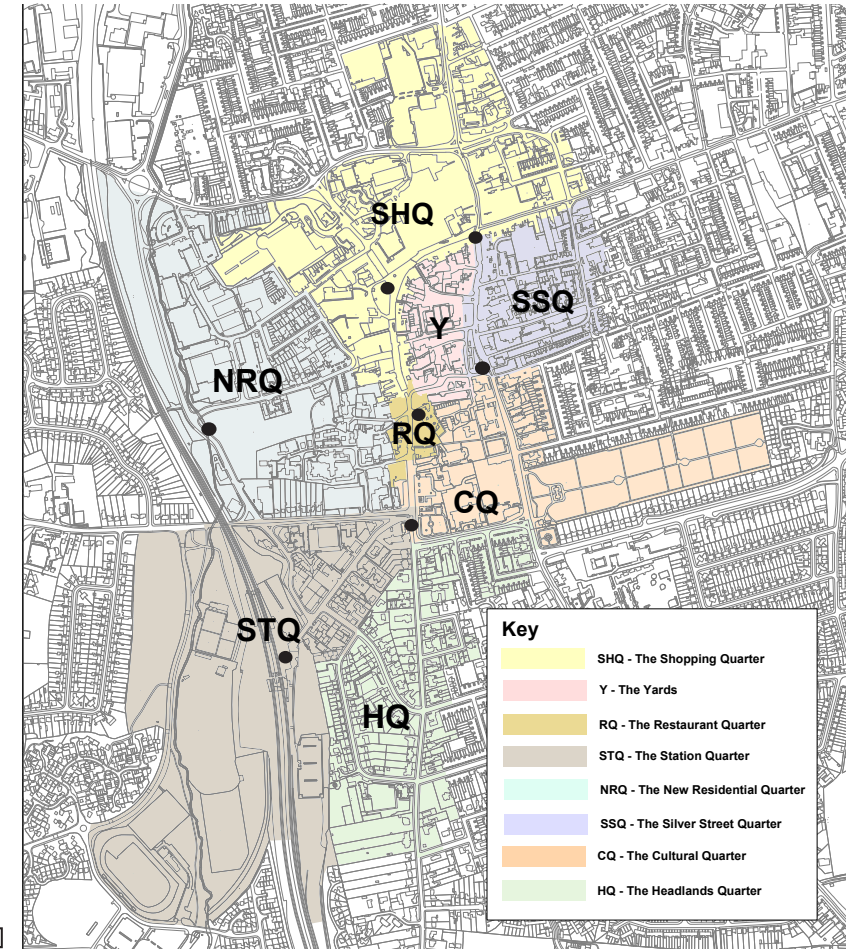 SHQ
SSQ
Y
NRQ
RQ
CQ
STQ
HQ
Key
SHQ - The Shopping Quarter
Y - The Yards
RQ - The Restaurant Quarter
STQ - The Station Quarter
NRQ - The New Residential Quarter
SSQ - The Silver Street Quarter
CQ - The Cultural Quarter
HQ - The Headlands Quarter